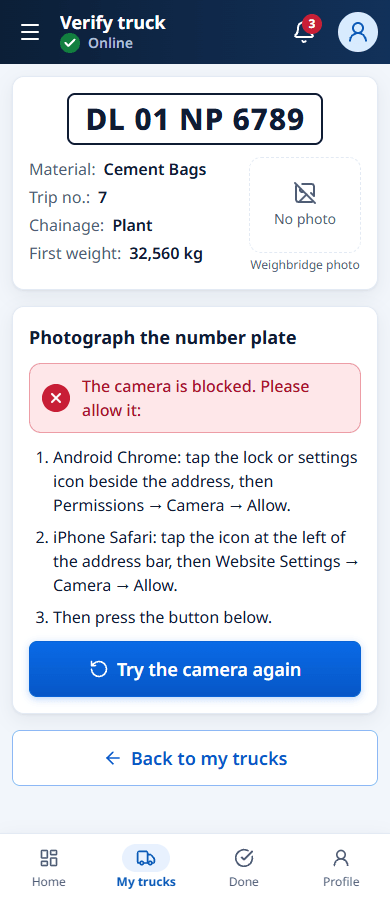 Verify truck
Online
3
DL 01 NP 6789
Material: Cement Bags
Trip no.: 7
Chainage: Plant
First weight: 32,560 kg
No photo
Weighbridge photo
Photograph the number plate
The camera is blocked. Please
allow it:
1. Android Chrome: tap the lock or settings
icon beside the address, then
Permissions → Camera → Allow.
2. iPhone Safari: tap the icon at the left of
the address bar, then Website Settings →
Camera → Allow.
3. Then press the button below.
Try the camera again
Back to my trucks
Home
My trucks
Done
Profile